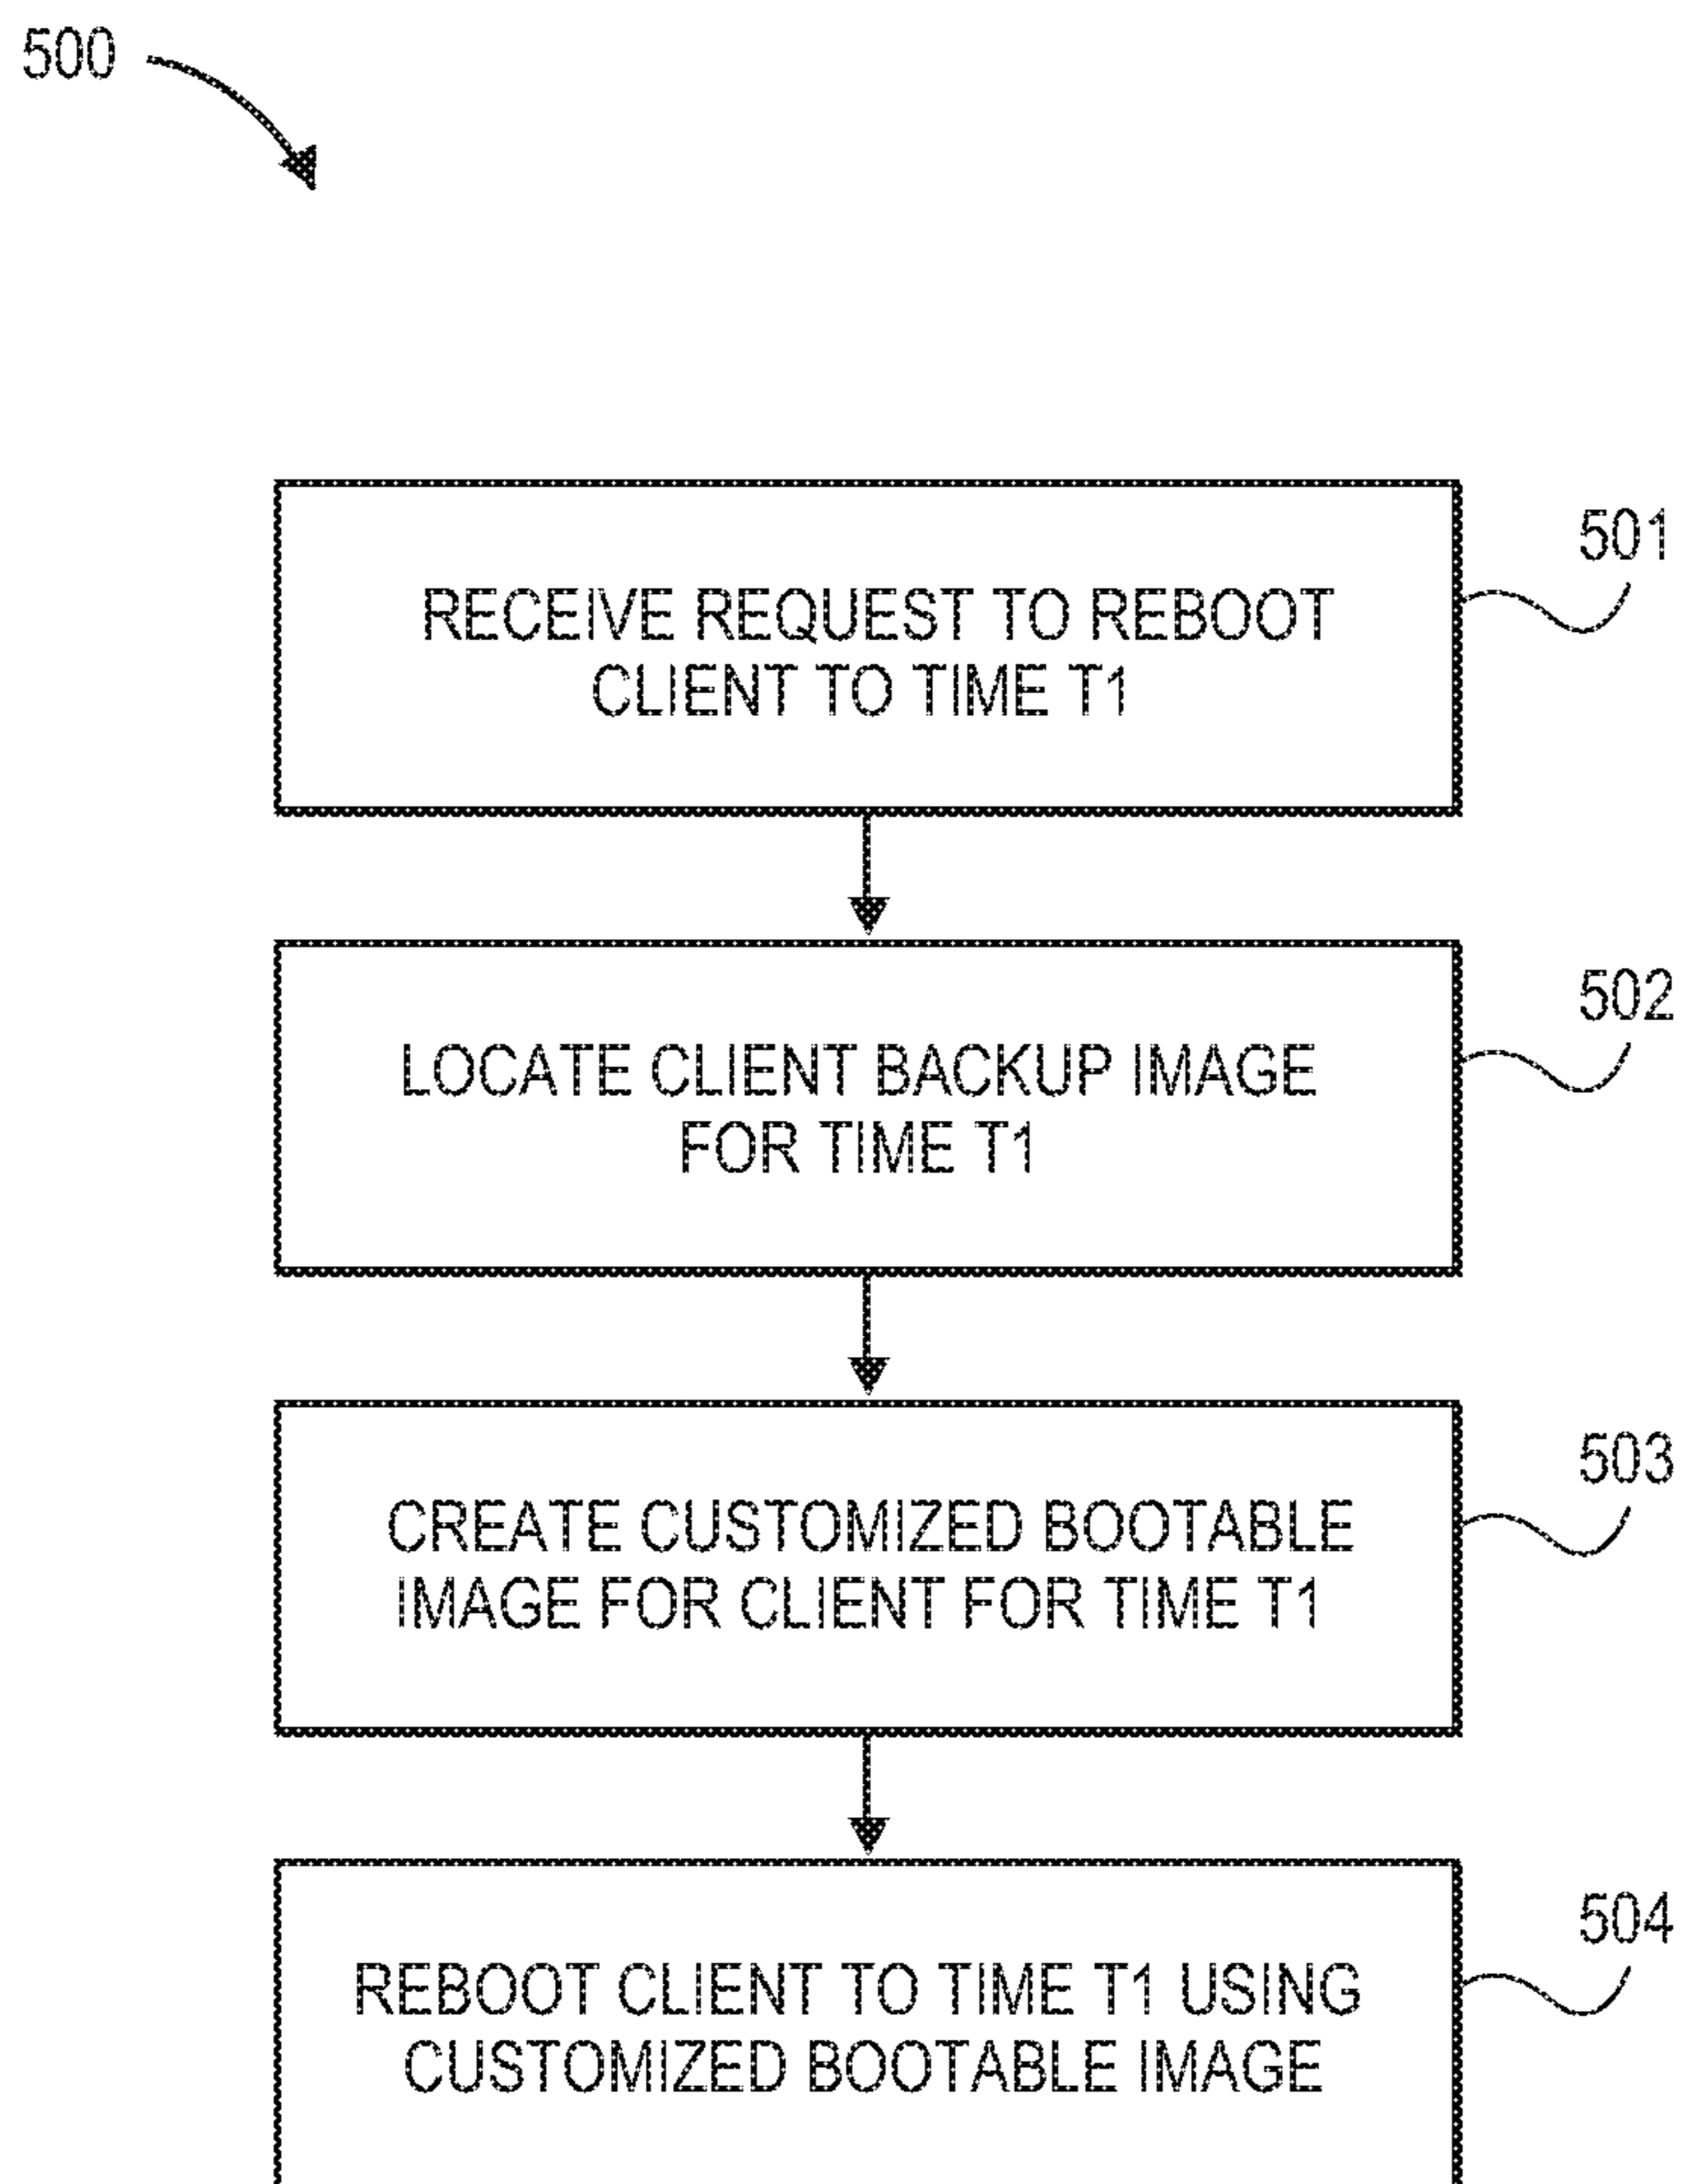 500
501
RECEIVE REQUEST TO REBOOT
CLIENT TO TIME T1
502
LOCATE CLIENT BACKUP IMAGE
FOR TIME T1
503
CREATE CUSTOMIZED BOOTABLE
IMAGE FOR CLIENT FOR TIME T1
504
REBOOT CLIENT TO TIME T1 USING
CUSTOMIZED BOOTABLE IMAGE